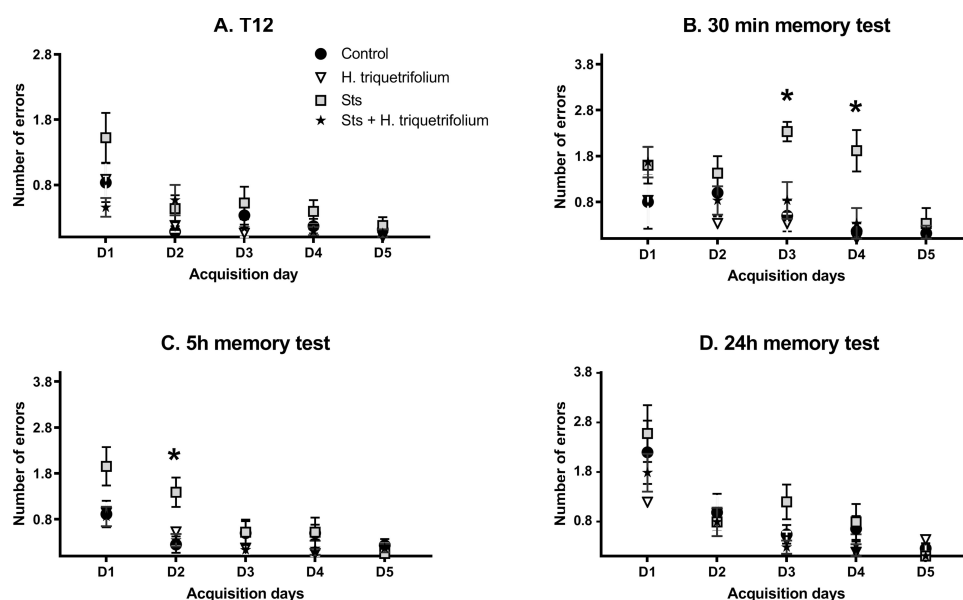 A. T12
2.8
1.8
0.8
Number of errors
Control
H. triquetrifolium
Sts
Sts + H. triquetrifolium
D1 D2 D3 D4 D5
Acquisition day
B. 30 min memory test
3.8
2.8
1.8
0.8
Number of errors
* *
D1 D2 D3 D4 D5
Acquisition days
C. 5h memory test
3.8
2.8
1.8
0.8
Number of errors
*
D1 D2 D3 D4 D5
Acquisition days
D. 24h memory test
3.8
2.8
1.8
0.8
Number of errors
D1 D2 D3 D4 D5
Acquisition days